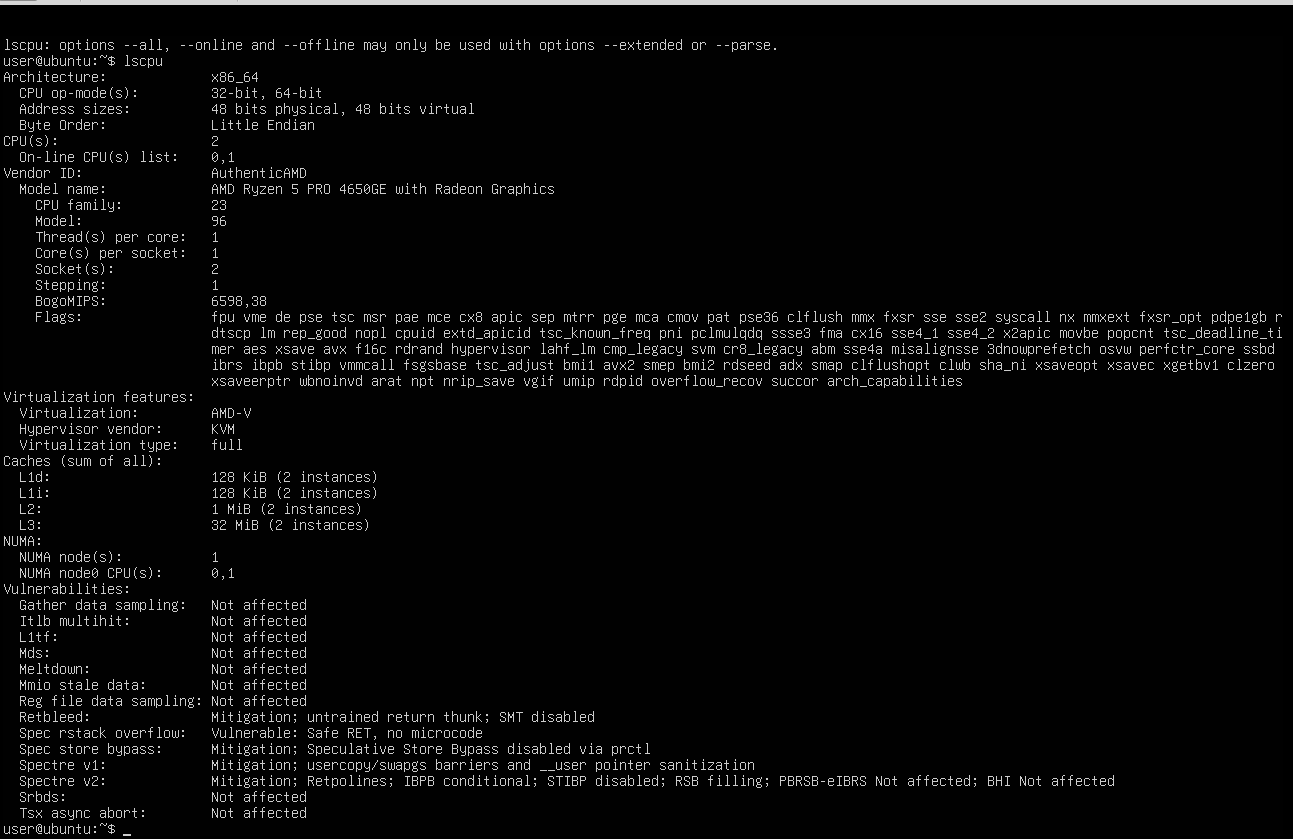 lscpu: options --all, --online and --offline may only be used with options --extended or --parse.
user@ubuntu:~$ lscpu
Architecture: x86_64
CPU op-mode(s): 32-bit, 64-bit
Address sizes: 48 bits physical, 48 bits virtual
Byte Order: Little Endian
CPU(s): 2
On-line CPU(s) list: 0,1
Vendor ID: AuthenticAMD
Model name: AMD Ryzen 5 PRO 4650GE with Radeon Graphics
CPU family: 23
Model: 96
Thread(s) per core: 1
Core(s) per socket: 1
Socket(s): 2
Stepping: 1
BogoMIPS: 6598,38
Flags: fpu vme de pse tsc msr pae mce cx8 apic sep mtrr pge mca cmov pat pse36 clflush mmx fxsr sse sse2 syscall nx mmxext fxsr_opt pdpe1gb r
dtscp lm rep_good nopl cpuid extd_apicid tsc_known_freq pni pclmulqdq ssse3 fma cx16 sse4_1 sse4_2 x2apic movbe popcnt tsc_deadline_ti
mer aes xsave avx f16c rdrand hypervisor lahf_lm cmp_legacy svm cr8_legacy abm sse4a misalignsse 3dnowprefetch osvw perfctr_core ssbd
ibrs ibpb stibp vmmcall fsgsbase tsc_adjust bmi1 avx2 smep bmi2 rdseed adx smap clflushopt clwb sha_ni xsaveopt xsavec xgetbv1 clzero
xsaveerptr wbnoinvd arat npt nrip_save vgif umip rdpid overflow_recov succor arch_capabilities
Virtualization features:
Virtualization: AMD-V
Hypervisor vendor: KVM
Virtualization type: full
Caches (sum of all):
L1d: 128 KiB (2 instances)
L1i: 128 KiB (2 instances)
L2: 1 MiB (2 instances)
L3: 32 MiB (2 instances)
NUMA:
NUMA node(s): 1
NUMA node0 CPU(s): 0,1
Vulnerabilities:
Gather data sampling: Not affected
Itlb multihit: Not affected
L1tf: Not affected
Mds: Not affected
Meltdown: Not affected
Mmio stale data: Not affected
Reg file data sampling: Not affected
Retbleed: Mitigation; untrained return thunk; SMT disabled
Spec rstack overflow: Vulnerable: Safe RET, no microcode
Spec store bypass: Mitigation; Speculative Store Bypass disabled via prctl
Spectre v1: Mitigation; usercopy/swapgs barriers and __user pointer sanitization
Spectre v2: Mitigation; Retpolines; IBPB conditional; STIBP disabled; RSB filling; PBRSB-eIBRS Not affected; BHI Not affected
Srbds: Not affected
Tsx async abort: Not affected
user@ubuntu:~$ _